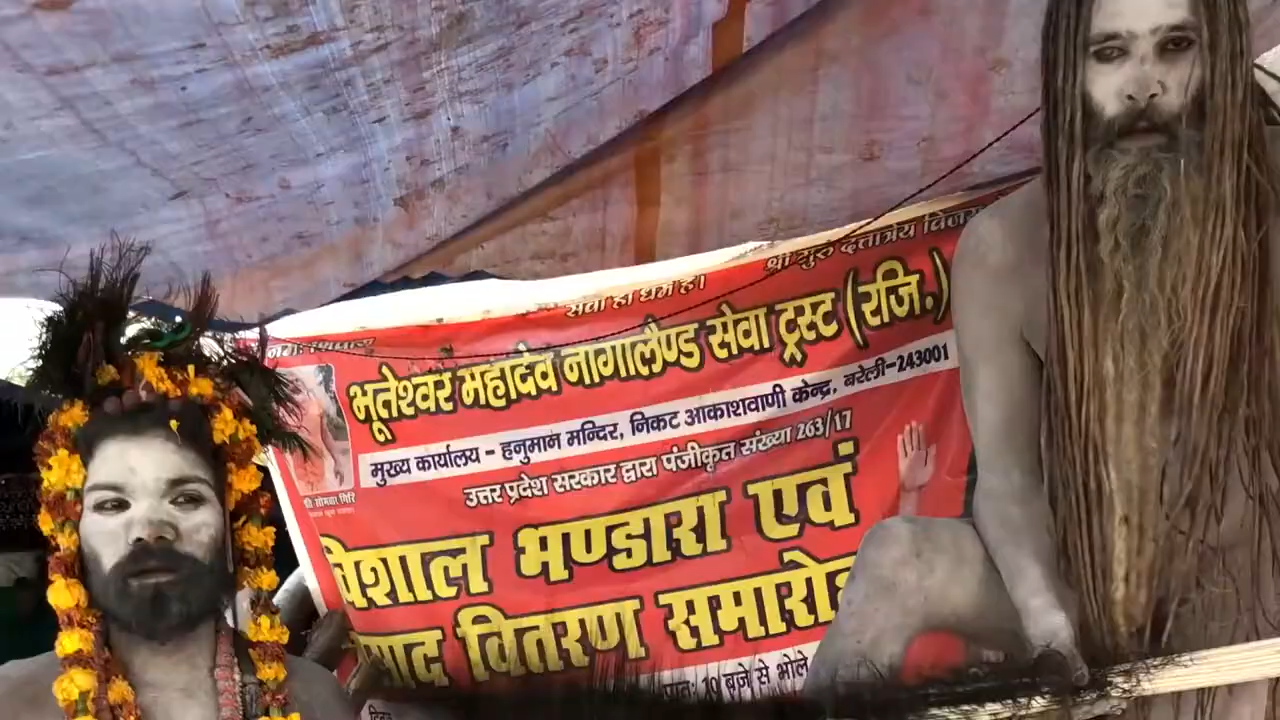 सेवा ही धर्म है।
श्री गुरु दत्तात्रेय
भूतेश्वर महादेव नागालैण्ड सेवा ट्रस्ट (रजि.)
मुख्य कार्यालय - हनुमान मन्दिर, निकट आकाशवाणी केन्द्र, बरेली-243001
उत्तर प्रदेश सरकार द्वारा पंजीकृत संख्या 263/17
विशाल भण्डारा एवं
वितरण
प्रातः 10 बजे से भोले